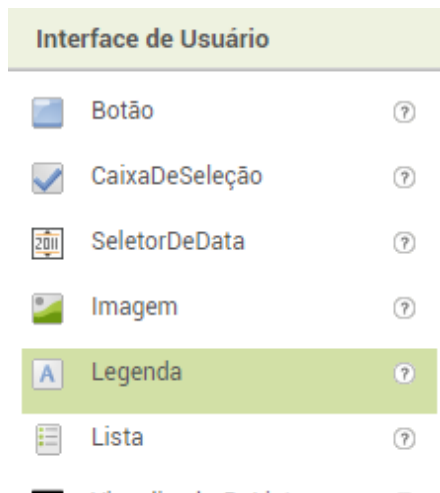 Interface de Usuário
Botão
CaixaDeSeleção
2011 SeletorDeData
Imagem
A Legenda
Lista